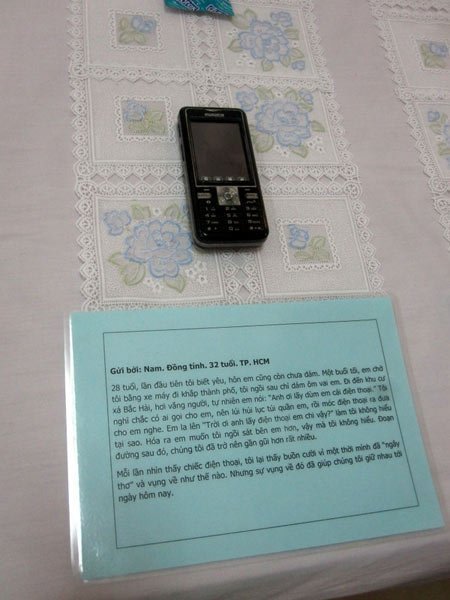 Gửi bởi: Nam. Đồng tính. 32 tuổi. TP. HCM
28 tuổi, lần đầu tiên tôi biết yêu, hôn em cũng còn chưa dám. Một buổi tối, em chở
tôi bằng xe máy đi khắp thành phố, tôi ngồi sau chỉ dám ôm vai em. Đi đến khu cư
xá Bắc Hải, hơi vắng người, tự nhiên em nói: "Anh ơi lấy dùm em cái điện thoại." Tôi
nghĩ chắc có ai gọi cho em, nên lúi húi lục túi quần em, rồi móc điện thoại ra đưa
cho em nghe. Em la lên "Trời ơi anh lấy điện thoại em chi vậy?" làm tôi không hiểu
tại sao. Hóa ra em muốn tôi ngồi sát bên em hơn, vậy mà tôi không hiểu. Đoạn
đường sau đó, chúng tôi đã trở nên gần gũi hơn rất nhiều.
Mỗi lần nhìn thấy chiếc điện thoại, tôi lại thấy buồn cười vì một thời mình đã "ngây
thơ" và vụng về như thế nào. Nhưng sự vụng về đó đã giúp chúng tôi giữ nhau tới
ngày hôm nay.